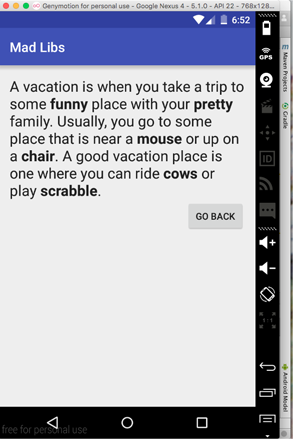 Genymotion for personal use - Google Nexus 4 - 5.1.0 - API 22 - 768x128...
6:52
Mad Libs
A vacation is when you take a trip to
some funny place with your pretty
family. Usually, you go to some
place that is near a mouse or up on
a chair. A good vacation place is
one where you can ride cows or
play scrabble.
GO BACK
free for personal use
GPS
ID
1:1
Maven Projects
Gradle
Android Model